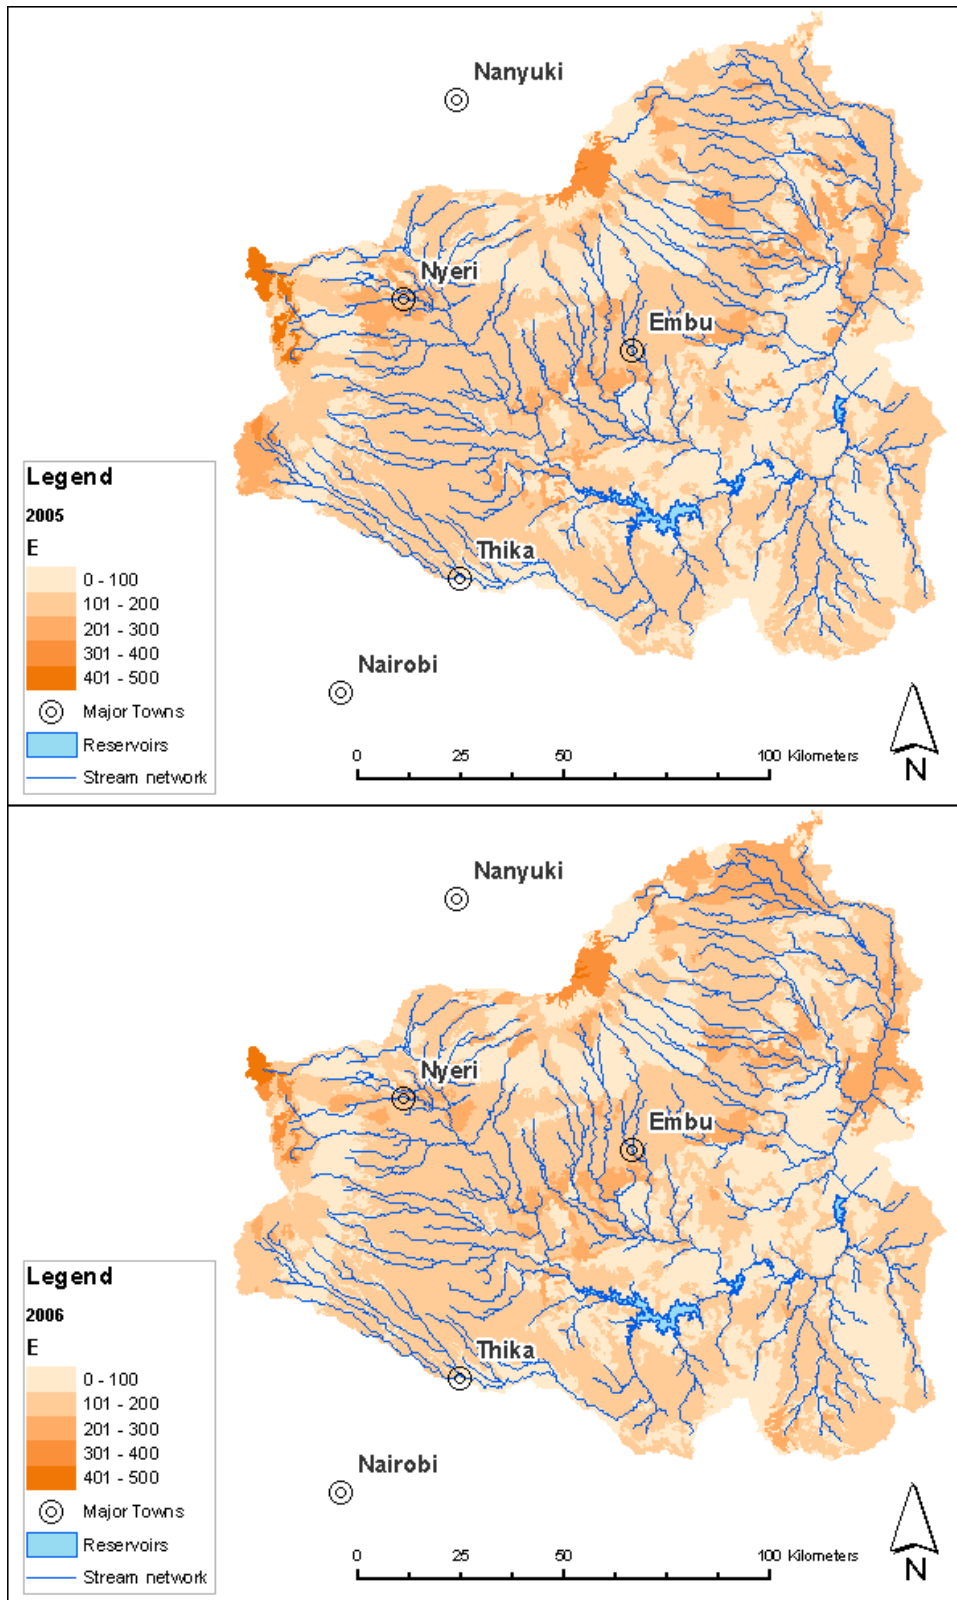 Nanyuki
Nyeri
Embu
Legend
2005
E
0 - 100
101 - 200
201 - 300
301 - 400
401 - 500
Major Towns
Reservoirs
Stream network
Thika
Nairobi
0 25 50 100 Kilometers
N
Nanyuki
Nyeri
Embu
Legend
2006
E
0 - 100
101 - 200
201 - 300
301 - 400
401 - 500
Major Towns
Reservoirs
Stream network
Thika
Nairobi
0 25 50 100 Kilometers
N